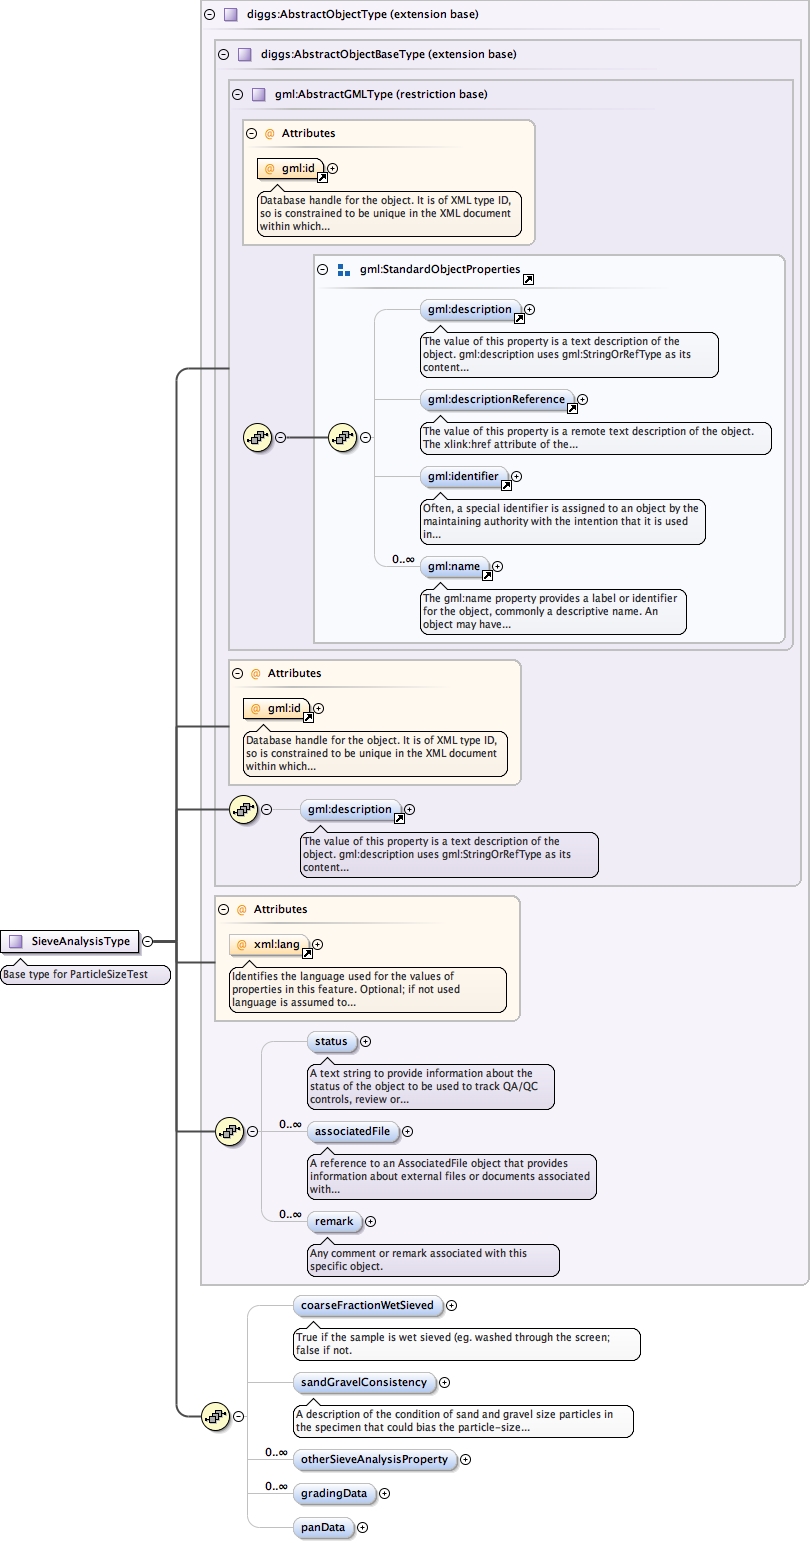 diggs:AbstractObjectType (extension base)
diggs:AbstractObjectBaseType (extension base)
gml:AbstractGMLType (restriction base)
@ Attributes
@ gml:id
Database handle for the object. It is of XML type ID,
so is constrained to be unique in the XML document
within which...
gml:StandardObjectProperties
gml:description
The value of this property is a text description of the
object. gml:description uses gml:StringOrRefType as its
content...
gml:descriptionReference
The value of this property is a remote text description of the object.
The xlink:href attribute of the...
gml:identifier
Often, a special identifier is assigned to an object by the
maintaining authority with the intention that it is used
in...
0..∞ gml:name
The gml:name property provides a label or identifier
for the object, commonly a descriptive name. An
object may have...
@ Attributes
@ gml:id
Database handle for the object. It is of XML type ID,
so is constrained to be unique in the XML document
within which...
gml:description
The value of this property is a text description of the
object. gml:description uses gml:StringOrRefType as its
content...
@ Attributes
SieveAnalysisType
Base type for ParticleSizeTest
@ xml:lang
Identifies the language used for the values of
properties in this feature. Optional; if not used
language is assumed to...
status
A text string to provide information about the
status of the object to be used to track QA/QC
controls, review or...
0..∞ associatedFile
A reference to an AssociatedFile object that provides
information about external files or documents associated
with...
0..∞ remark
Any comment or remark associated with this
specific object.
coarseFractionWetSieved
True if the sample is wet sieved (eg. washed through the screen;
false if not.
sandGravelConsistency
A description of the condition of sand and gravel size particles in
the specimen that could bias the particle-size...
0..∞ otherSieveAnalysisProperty
0..∞ gradingData
panData